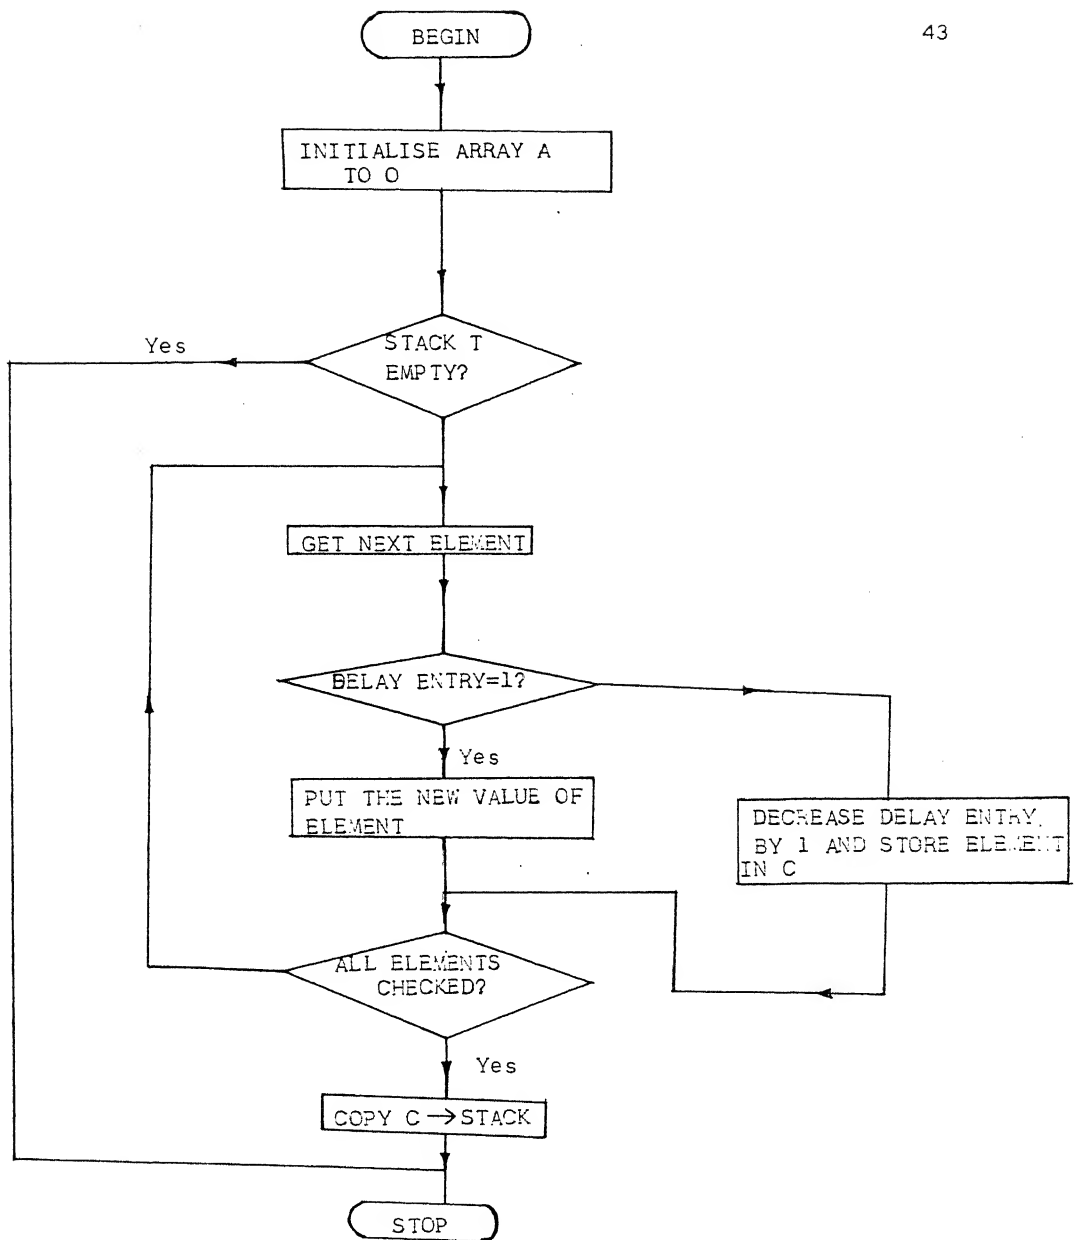 43
BEGIN
INITIALISE ARRAY A
TO 0
STACK T
EMPTY?
Yes
GET NEXT ELEMENT
DELAY ENTRY=1?
Yes
PUT THE NEW VALUE OF
ELEMENT
DECREASE DELAY ENTRY,
BY 1 AND STORE ELEMENT
IN C
ALL ELEMENTS
CHECKED?
Yes
COPY C → STACK
STOP